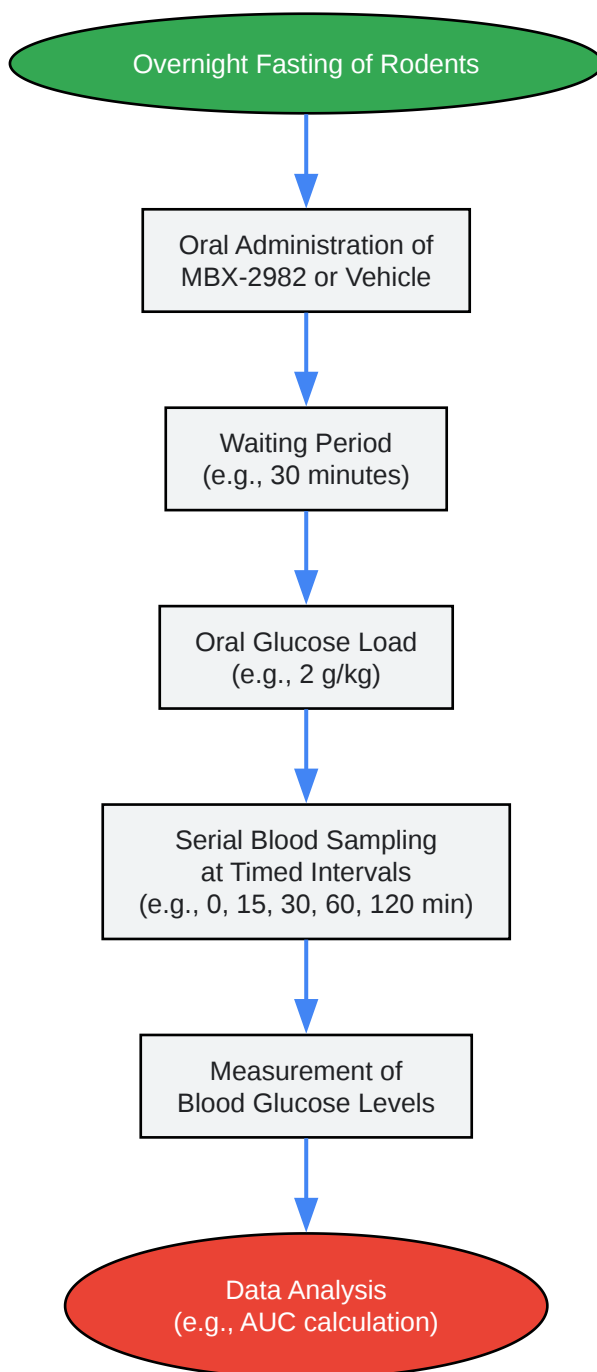 Overnight Fasting of Rodents
Oral Administration of
MBX-2982 or Vehicle
Waiting Period
(e.g., 30 minutes)
Oral Glucose Load
(e.g., 2 g/kg)
Serial Blood Sampling
at Timed Intervals
(e.g., 0, 15, 30, 60, 120 min)
Measurement of
Blood Glucose Levels
Data Analysis
(e.g., AUC calculation)